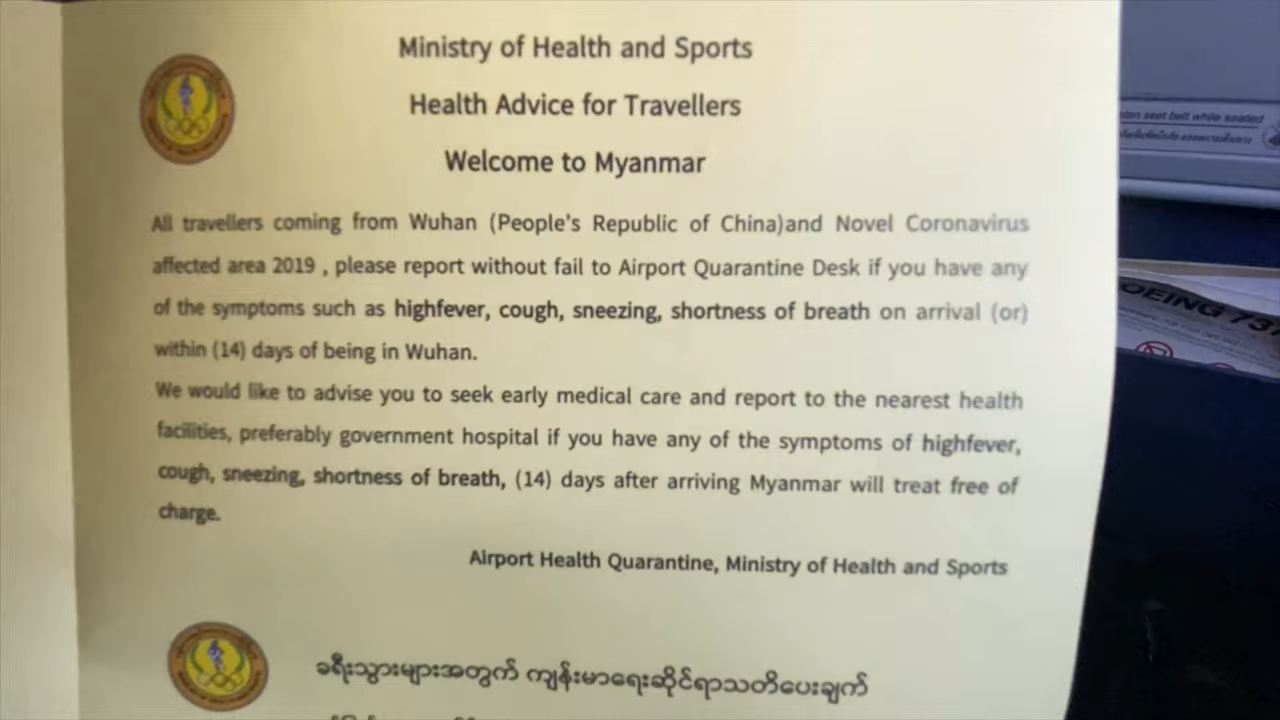 Ministry of Health and Sports
Health Advice for Travellers
Welcome to Myanmar
All travellers coming from Wuhan (People's Republic of China)and Novel Coronavirus
affected area 2019 , please report without fail to Airport Quarantine Desk if you have any
of the symptoms such as highfever, cough, sneezing, shortness of breath on arrival (or)
within (14) days of being in Wuhan.
We would like to advise you to seek early medical care and report to the nearest health
facilities, preferably government hospital if you have any of the symptoms of highfever,
cough, sneezing, shortness of breath, (14) days after arriving Myanmar will treat free of
charge.
Airport Health Quarantine, Ministry of Health and Sports
ခရီးသွားများအတွက် ကျန်းမာရေးဆိုင်ရာသတိပေးချက်
seat belt while seated
OEING 737